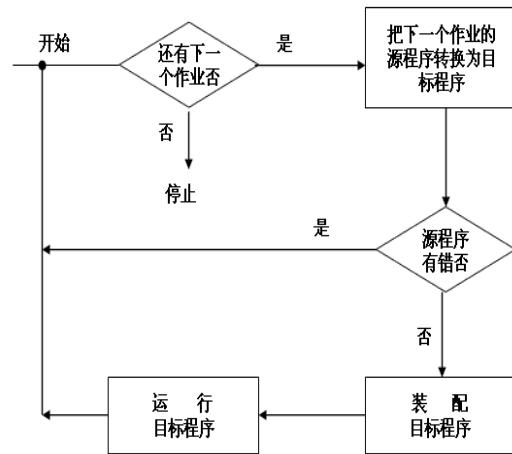 开始
还有下一
个作业否
是
把下一个作业的
源程序转换为目
标程序
否
停止
是
源程序
有错否
否
运 行
目标程序
装 配
目标程序